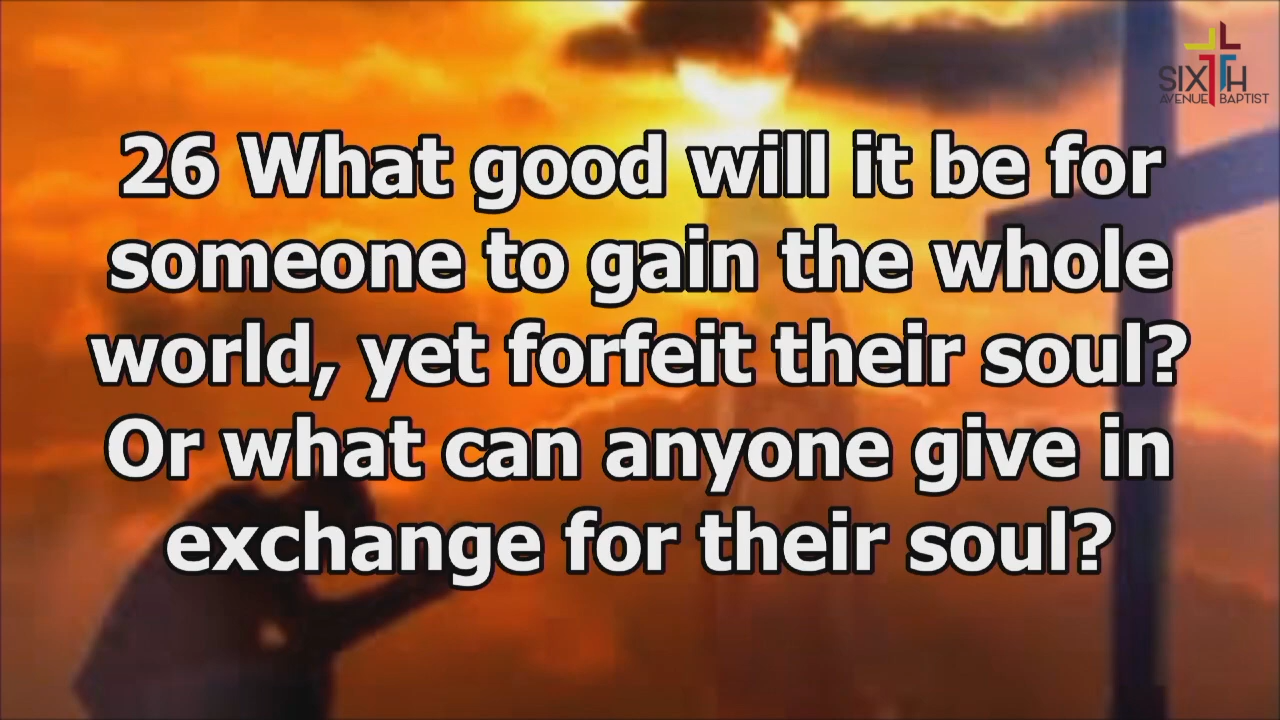 SIXTH
AVENUE BAPTIST
26 What good will it be for
someone to gain the whole
world, yet forfeit their soul?
Or what can anyone give in
exchange for their soul?